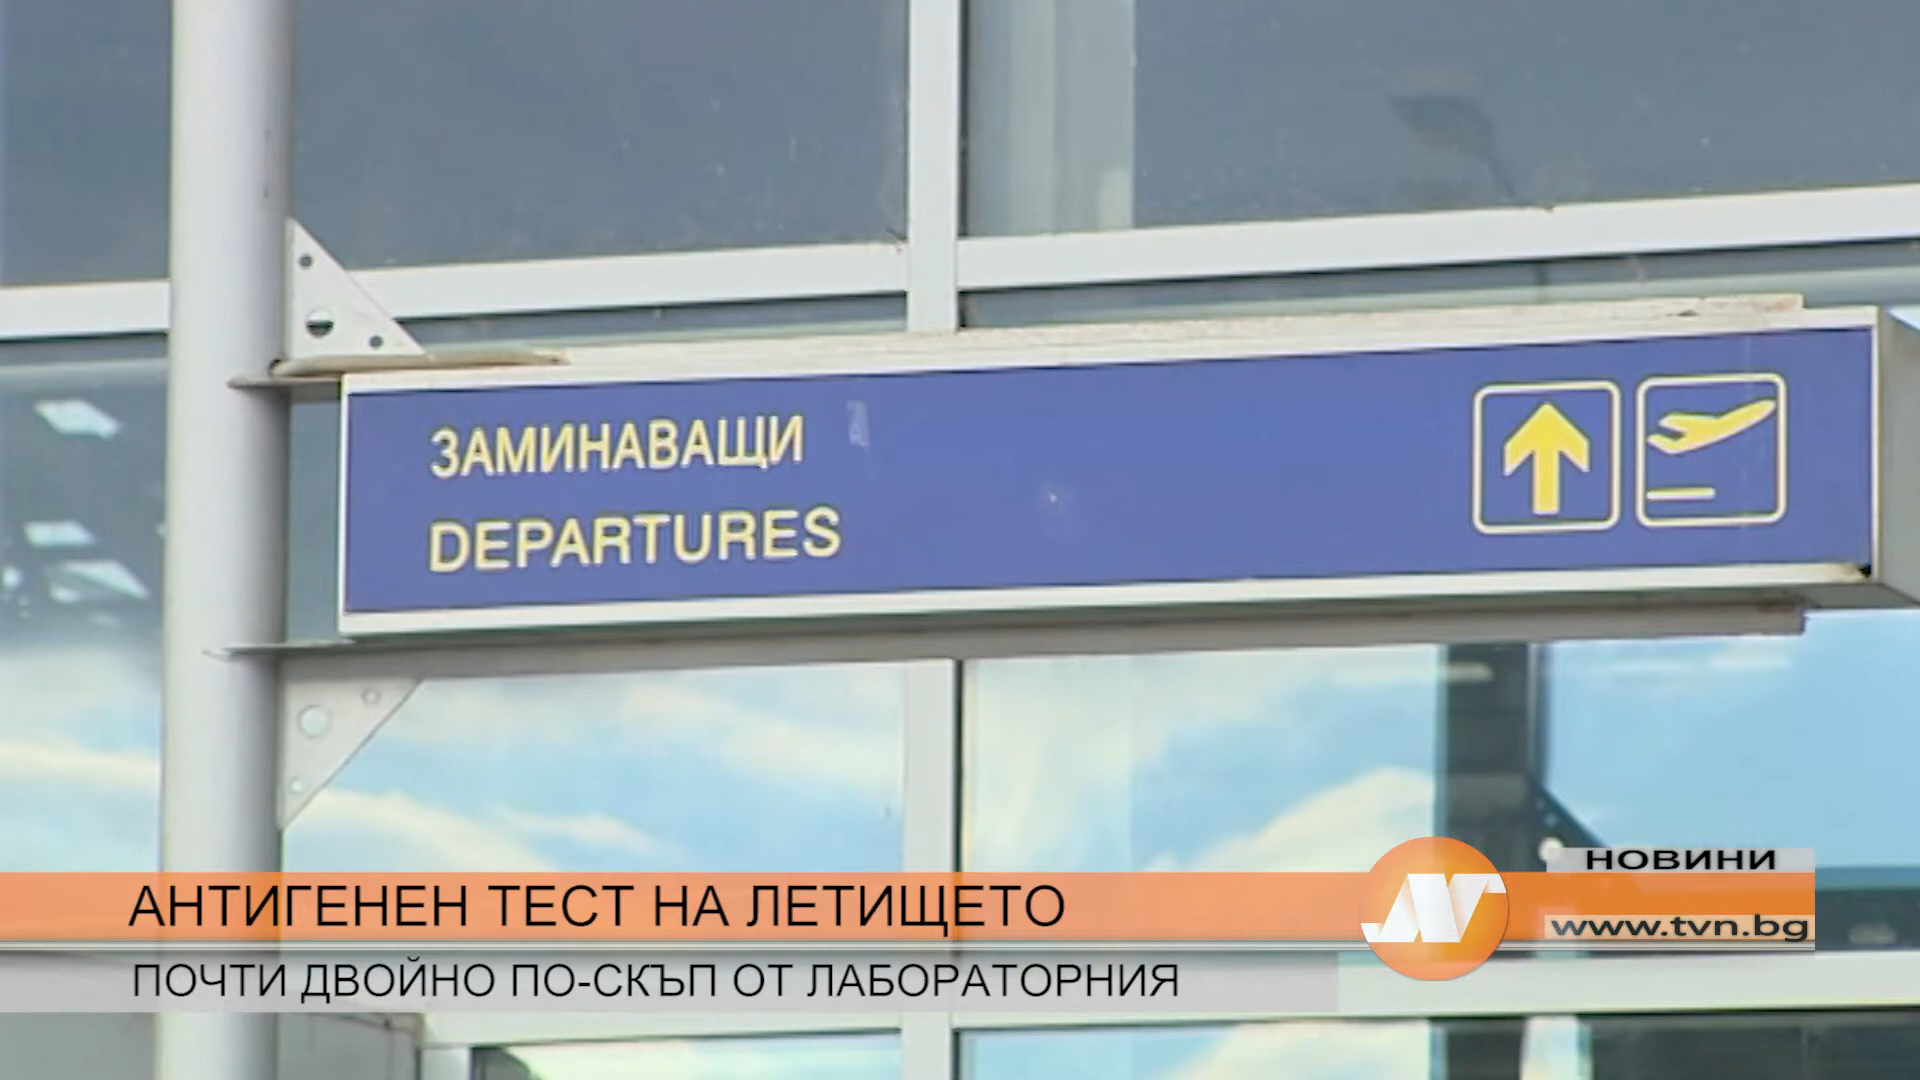 ЗАМИНАВАЩИ
DEPARTURES
НОВИНИ
АНТИГЕНЕН ТЕСТ НА ЛЕТИЩЕТО
www.tvn.bg
ПОЧТИ ДВОЙНО ПО-СКЪП ОТ ЛАБОРАТОРНИЯ